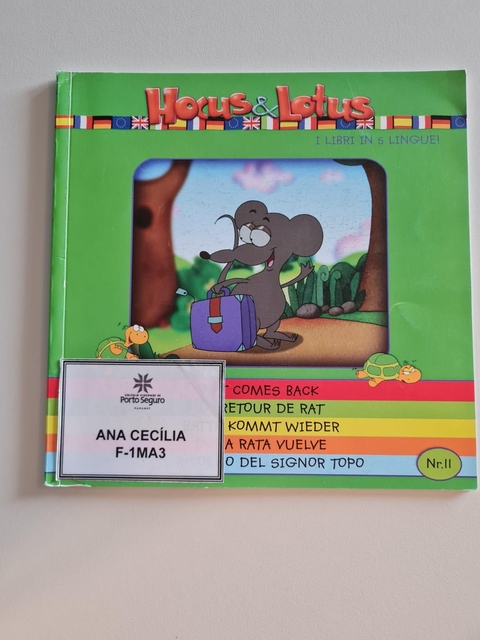 Hocus & Lotus
I LIBRI IN 5 LINGUE!
COMES BACK
RETOUR DE RAT
KOMMT WIEDER
A RATA VUELVE
O DEL SIGNOR TOPO
Nr.II
Porto Seguro
ANA CECÍLIA
F-1MA3